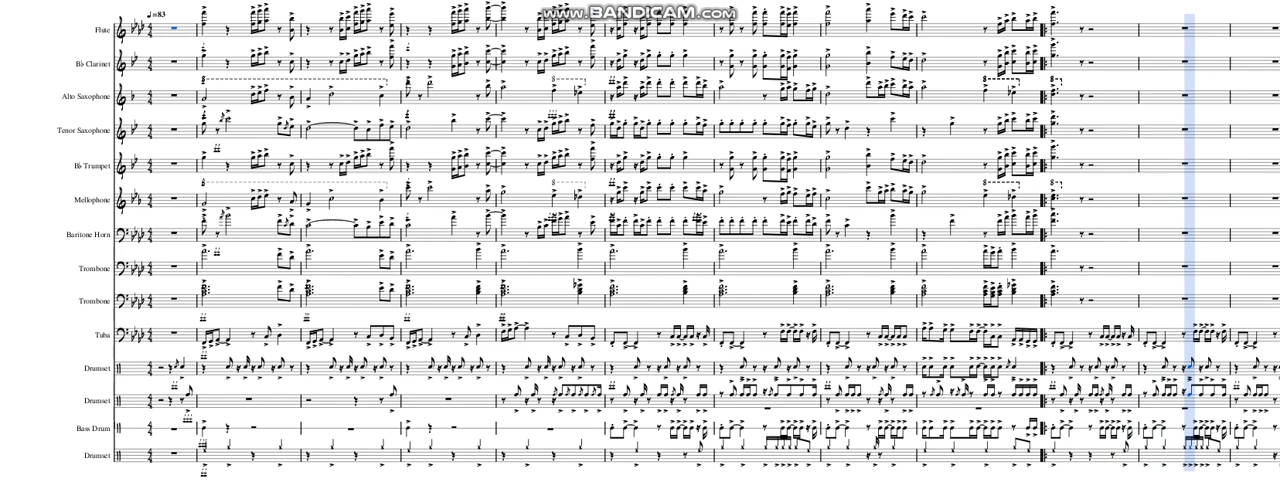 www.BANDICAM.com
♩=83
Flute
B♭ Clarinet
Alto Saxophone
Tenor Saxophone
B♭ Trumpet
Mellophone
Baritone Horn
Trombone
Trombone
Tuba
Drumset
Drumset
Bass Drum
Drumset